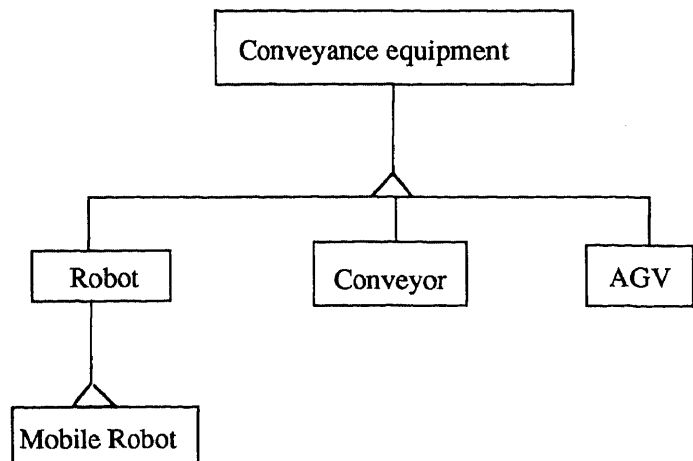 Conveyance equipment
Robot
Conveyor
AGV
Mobile Robot